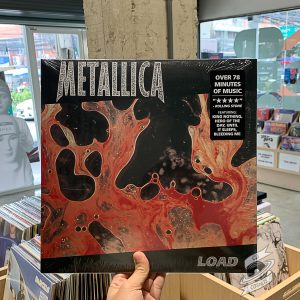 METALLICA
OVER 78
MINUTES
OF MUSIC
"★★★★"
- ROLLING STONE
FEATURING
KING NOTHING,
HERO OF THE
DAY, UNTIL
IT SLEEPS,
BLEEDING ME
LOAD